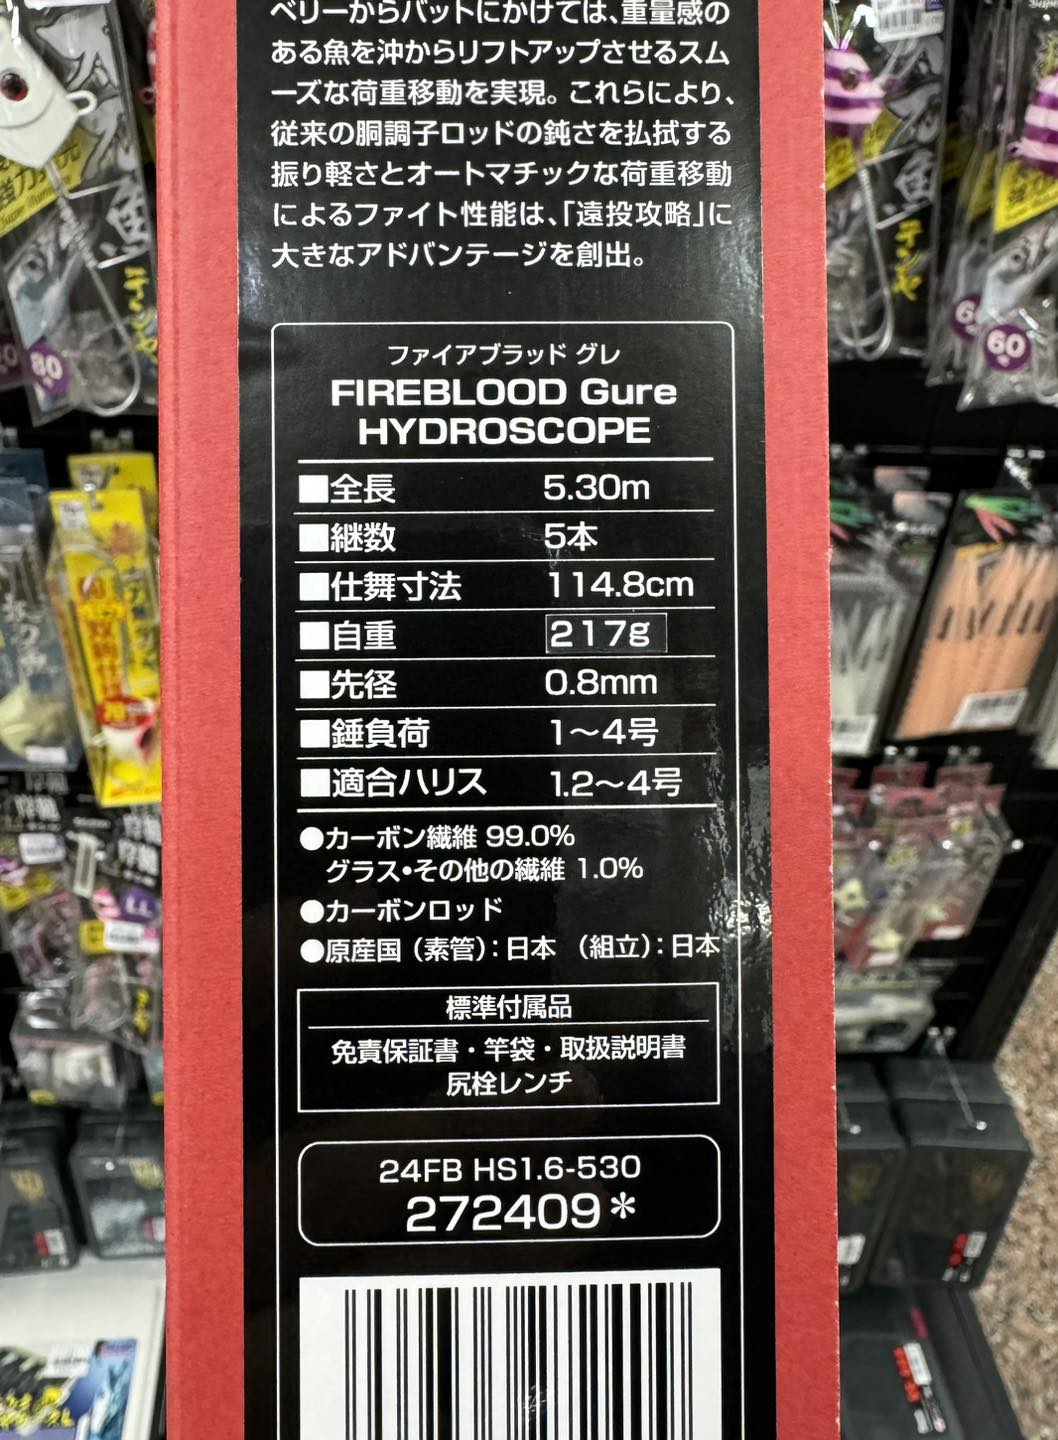 ベリーからバットにかけては、重量感の
ある魚を沖からリフトアップさせるスム
ーズな荷重移動を実現。これらにより、
従来の胴調子ロッドの鈍さを払拭する
振り軽さとオートマチックな荷重移動
によるファイト性能は、「遠投攻略」に
大きなアドバンテージを創出。
ファイアブラッド グレ
FIREBLOOD Gure
HYDROSCOPE
■全長 5.30m
■継数 5本
■仕舞寸法 114.8cm
■自重 217g
■先径 0.8mm
■錘負荷 1〜4号
■適合ハリス 1.2〜4号
●カーボン繊維 99.0%
グラス・その他の繊維 1.0%
●カーボンロッド
●原産国（素管）：日本 （組立）：日本
標準付属品
免責保証書・竿袋・取扱説明書
尻栓レンチ
24FB HS1.6-530
272409*
80
60
LL
テンヤ